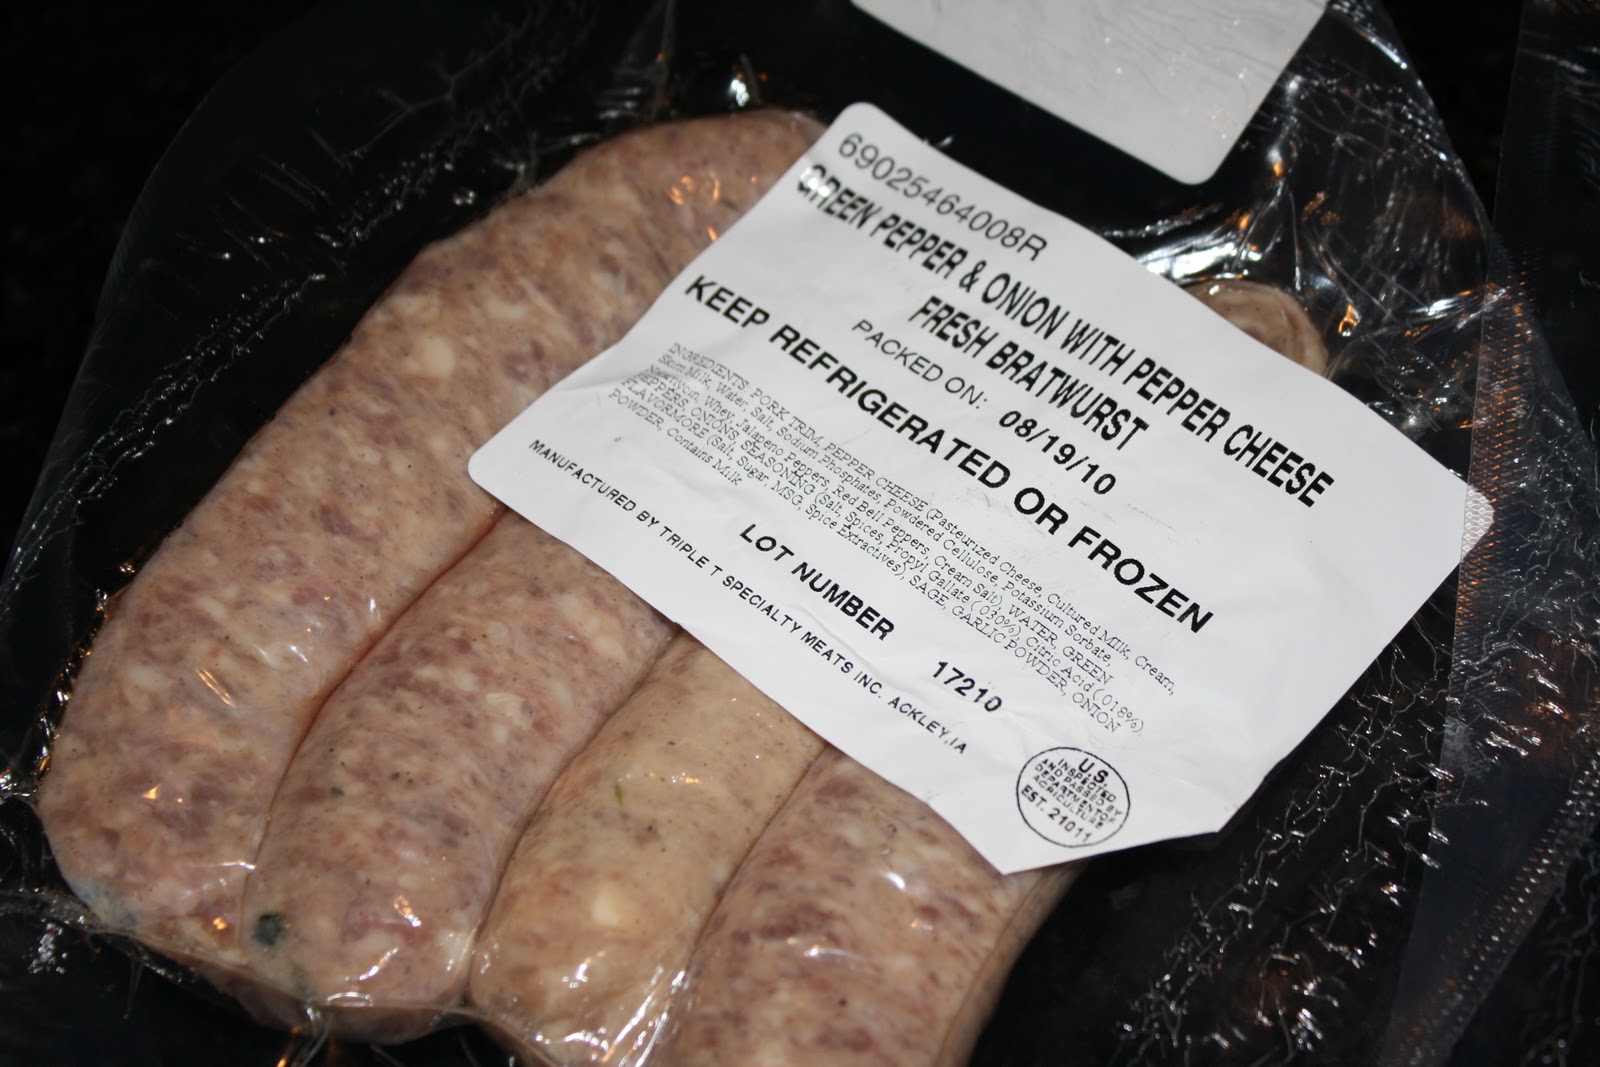 69025464008R
GREEN PEPPER & ONION WITH PEPPER CHEESE
FRESH BRATWURST
PACKED ON: 08/19/10
KEEP REFRIGERATED OR FROZEN
INGREDIENTS: PORK TRIM, PEPPER CHEESE (Pasteurized Cheese, Cultured Milk, Cream,
Skim Milk, Water, Salt, Sodium Phosphates, Powdered Cellulose, Potassium Sorbate,
Natamycin, Whey, Jalapeno Peppers, Red Bell Peppers, Cream Salt), WATER, GREEN
PEPPERS, ONIONS, SEASONING (Salt, Spices, Propyl Gallate (.030%), Citric Acid (.018%),
FLAVORMORE (Salt, Sugar, MSG, Spice Extractives), SAGE, GARLIC POWDER, ONION
POWDER, Contains Milk
LOT NUMBER 17210
MANUFACTURED BY TRIPLE T SPECIALTY MEATS INC. ACKLEY, IA
U.S.
INSPECTED
AND PASSED BY
DEPARTMENT OF
AGRICULTURE
EST. 21011